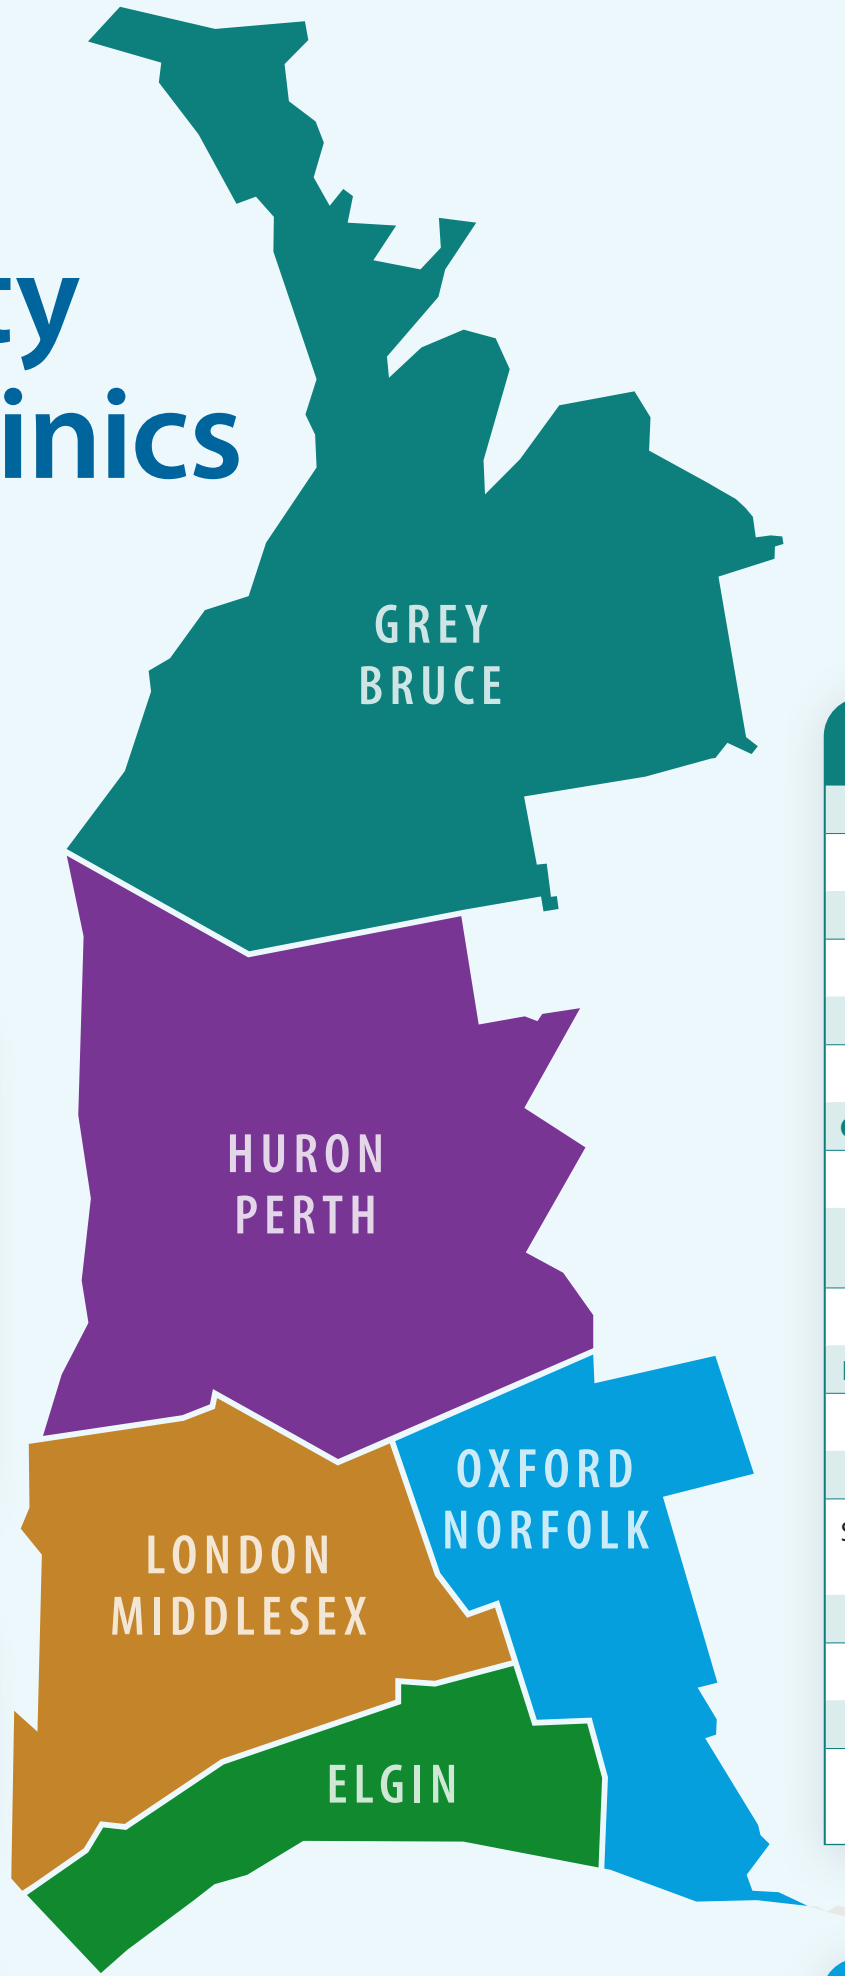 ty
inics
GREY
BRUCE
HURON
PERTH
OXFORD
NORFOLK
LONDON
MIDDLESEX
ELGIN